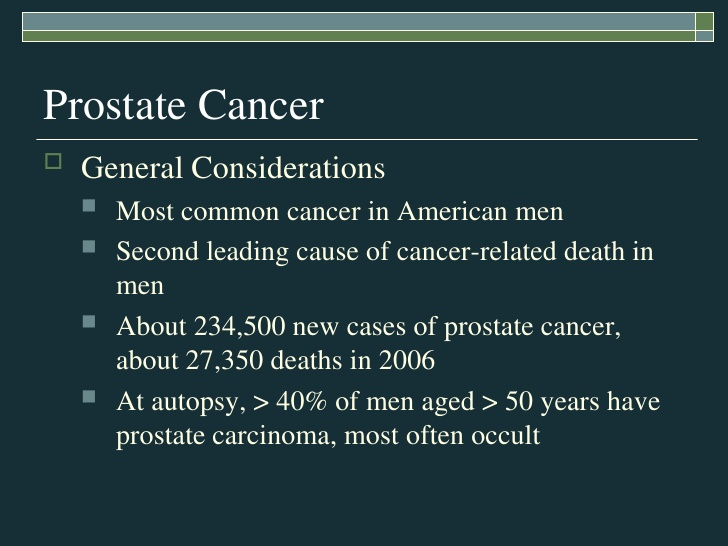 Prostate Cancer
General Considerations
Most common cancer in American men
Second leading cause of cancer-related death in
men
About 234,500 new cases of prostate cancer,
about 27,350 deaths in 2006
At autopsy, > 40% of men aged > 50 years have
prostate carcinoma, most often occult